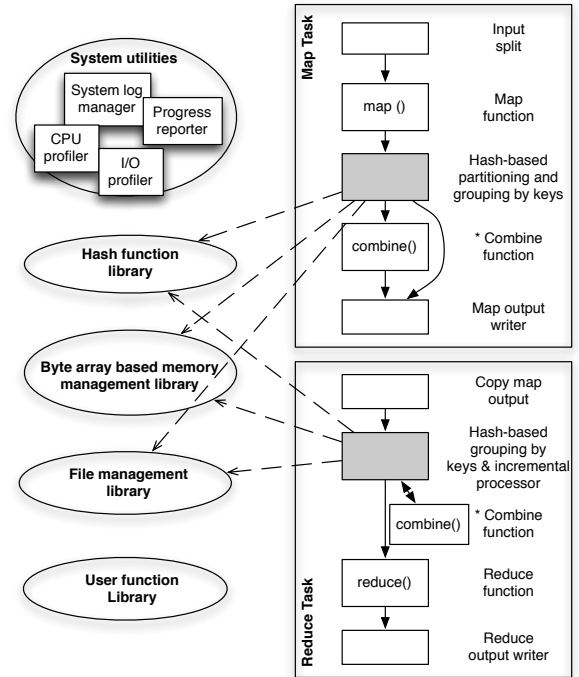 System utilities
System log
manager
Progress
reporter
CPU
profiler
I/O
profiler
Hash function
library
Byte array based memory
management library
File management
library
User function
Library
Map Task
Input
split
map ()
Map
function
Hash-based
partitioning and
grouping by keys
combine()
* Combine
function
Map output
writer
Reduce Task
Copy map
output
Hash-based
grouping by
keys & incremental
processor
combine()
* Combine
function
reduce()
Reduce
function
Reduce
output writer